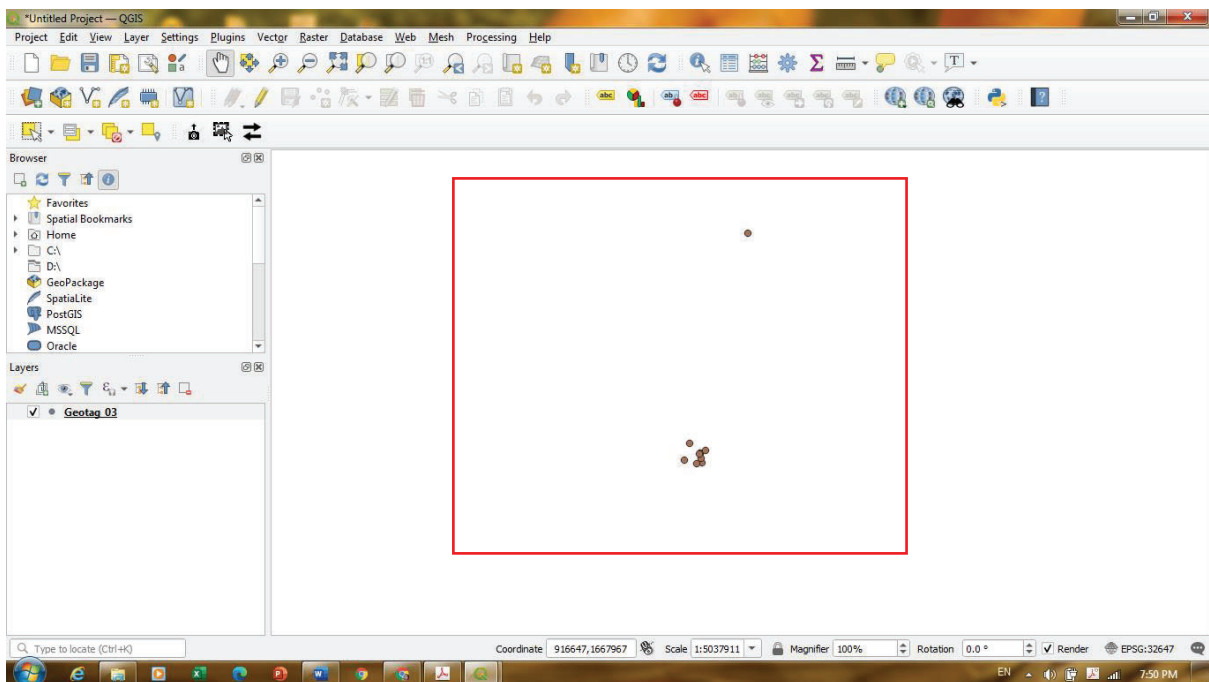 *Untitled Project — QGIS
Project Edit View Layer Settings Plugins Vector Raster Database Web Mesh Processing Help
Browser
Favorites
Spatial Bookmarks
Home
C:\
D:\
GeoPackage
SpatiaLite
PostGIS
MSSQL
Oracle
Layers
Geotag 03
Type to locate (Ctrl+K) Coordinate 916647,1667967 Scale 1:5037911 Magnifier 100% Rotation 0.0 ° Render EPSG:32647
EN 7:50 PM